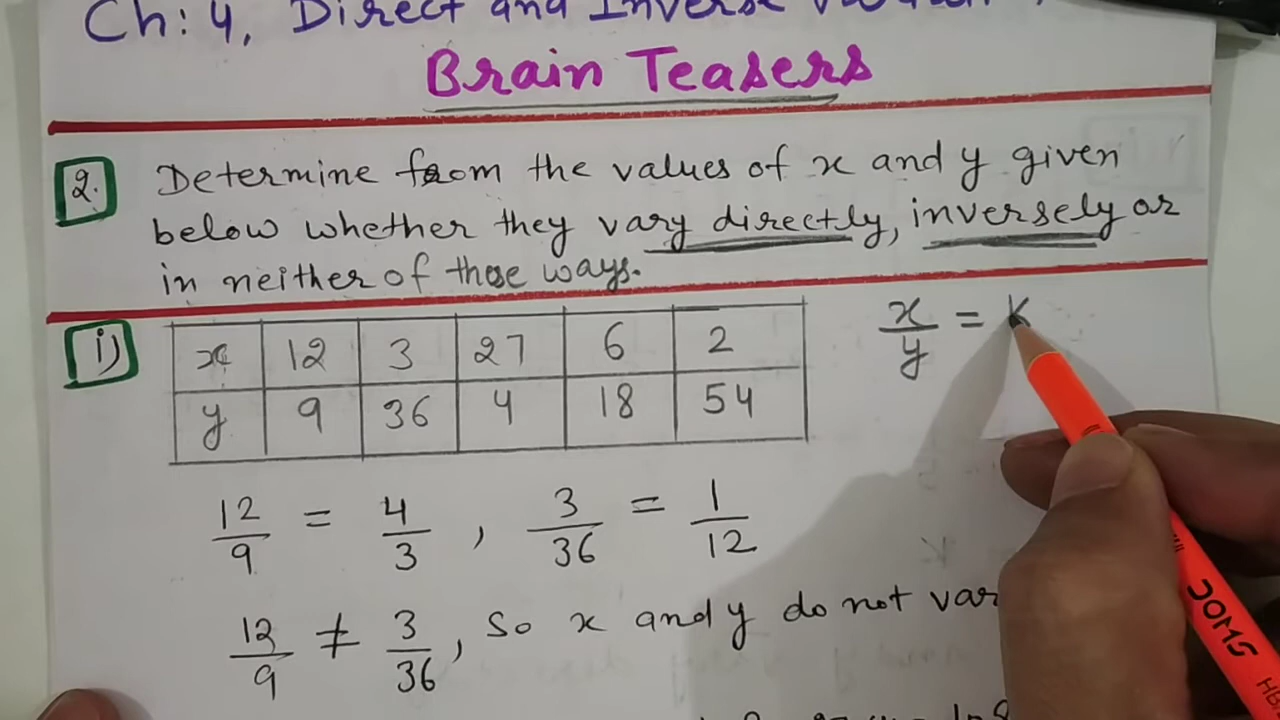 Ch: 4, Direct and Inverse
Brain Teasers
2. Determine from the values of x and y given
below whether they vary directly, inversely or
in neither of these ways.
i) x 12 3 27 6 2
y 9 36 4 18 54
x/y = K
12/9 = 4/3 , 3/36 = 1/12
12/9 ≠ 3/36 , So x and y do not var
DOMS